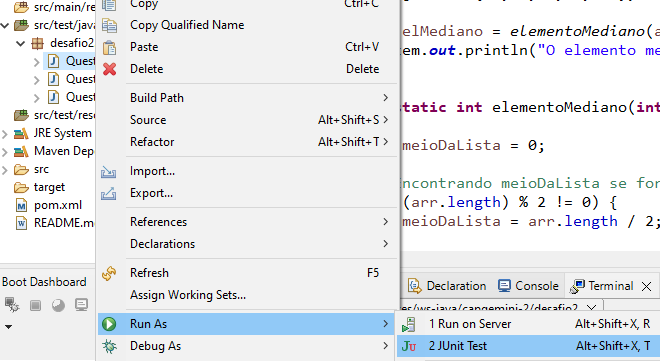 src/main/re
src/test/java
desafio2
Quest
Quest
Quest
src/test/reso
JRE System
Maven Depe
src
target
pom.xml
README.m
Boot Dashboard
Copy Ctrl+C
Copy Qualified Name
Paste Ctrl+V
Delete Delete
Build Path
Source Alt+Shift+S
Refactor Alt+Shift+T
Import...
Export...
References
Declarations
Refresh F5
Assign Working Sets...
Run As
Debug As
1 Run on Server Alt+Shift+X, R
2 JUnit Test Alt+Shift+X, T
elMediano = elementoMediano(a
em.out.println("O elemento me
static int elementoMediano(int
meioDaLista = 0;
ncontrando meioDaLista se for
(arr.length) % 2 != 0) {
meioDaLista = arr.length / 2;
Declaration Console Terminal
es/ws-java/capgemini-2/desafio2